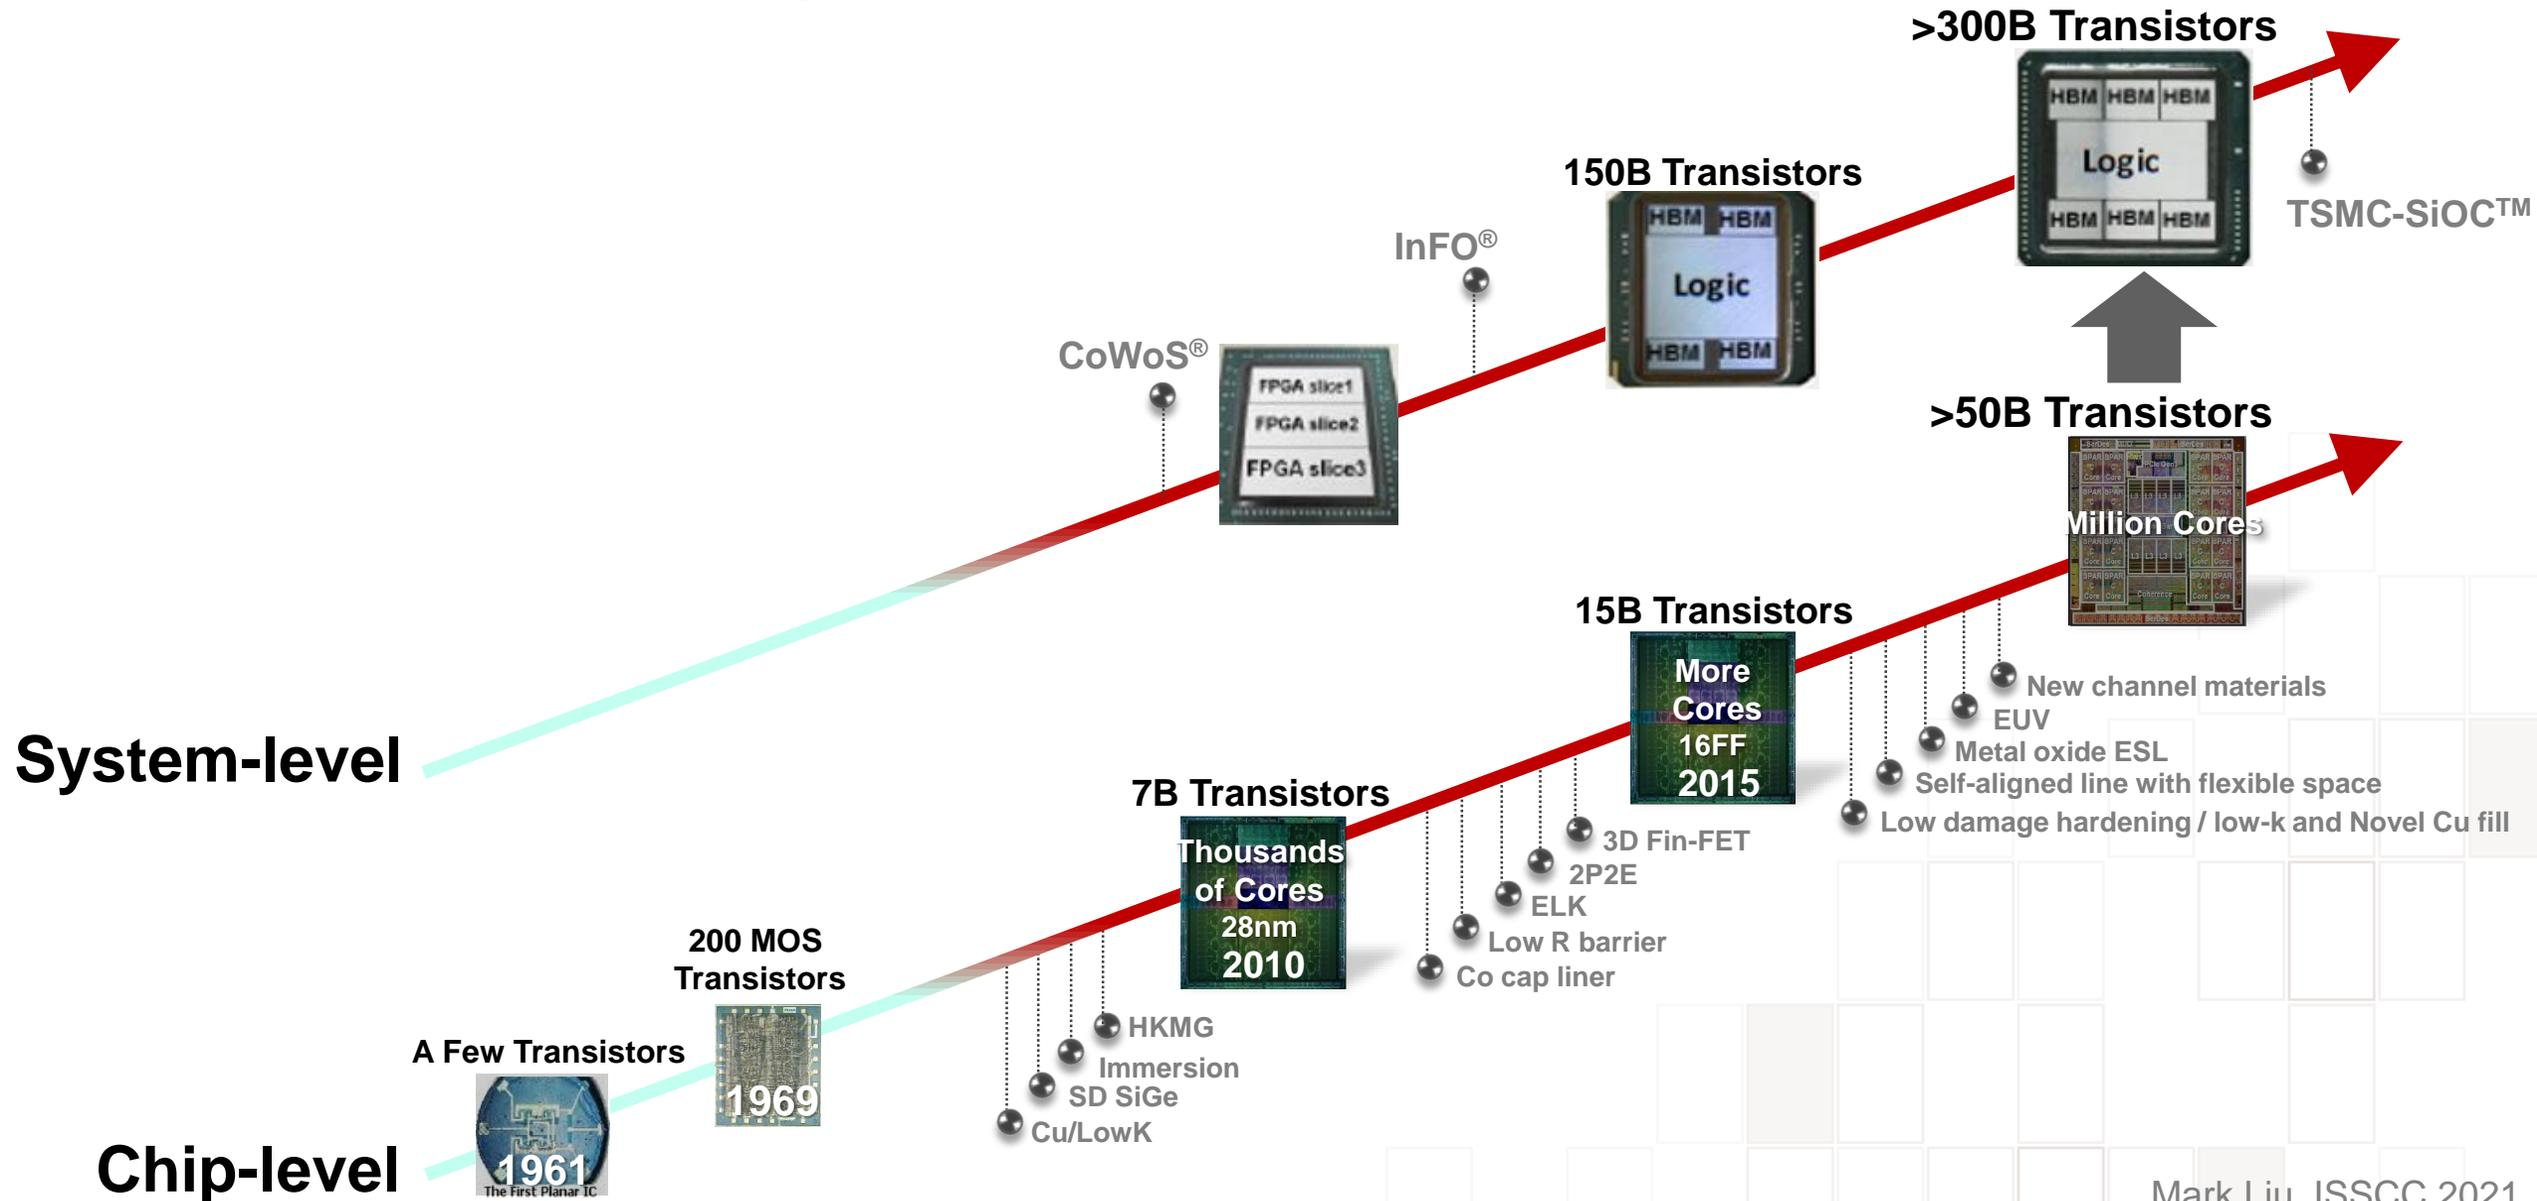 >300B Transistors
HBM HBM HBM
Logic
HBM HBM HBM
TSMC-SiOC™
150B Transistors
HBM HBM
Logic
HBM HBM
InFO®
CoWoS®
FPGA slice1
FPGA slice2
FPGA slice3
>50B Transistors
Million Cores
15B Transistors
More
Cores
16FF
2015
New channel materials
EUV
Metal oxide ESL
Self-aligned line with flexible space
Low damage hardening / low-k and Novel Cu fill
System-level
7B Transistors
Thousands
of Cores
28nm
2010
3D Fin-FET
2P2E
ELK
Low R barrier
Co cap liner
200 MOS
Transistors
1969
HKMG
Immersion
SD SiGe
Cu/LowK
A Few Transistors
1961
The First Planar IC
Chip-level
Mark Liu, ISSCC 2021